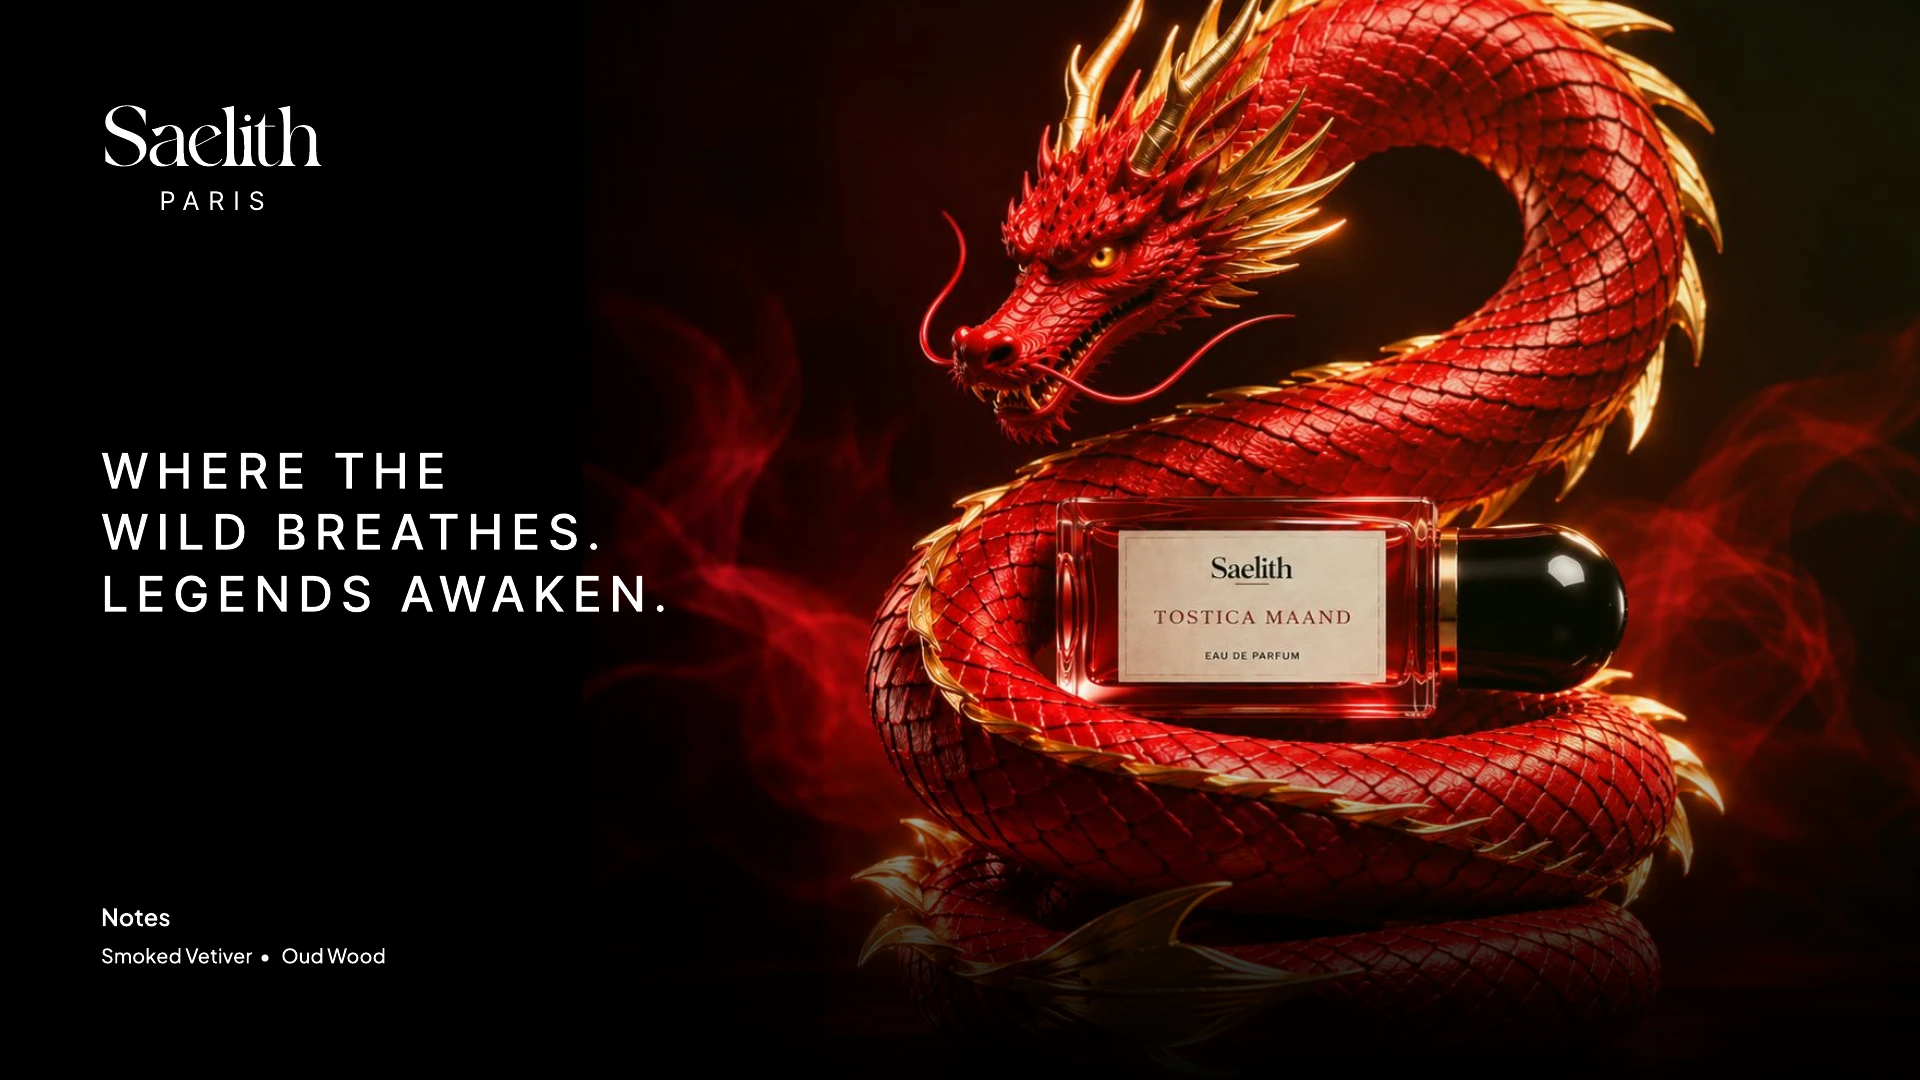 Saelith
PARIS
WHERE THE
WILD BREATHES.
LEGENDS AWAKEN.
Saelith
TOSTICA MAAND
EAU DE PARFUM
Notes
Smoked Vetiver • Oud Wood